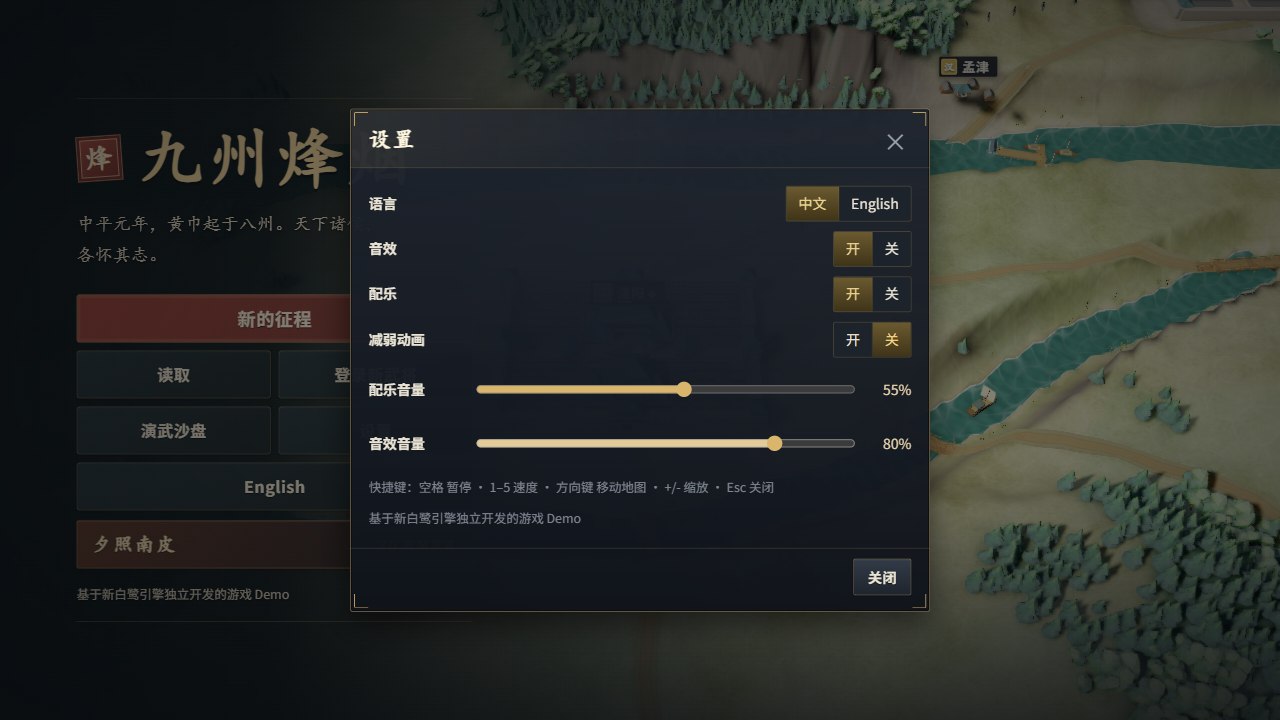 孟津
烽
九州烽
中平元年，黄巾起于八州。天下诸
各怀其志。
新的征程
读取
登
演武沙盘
English
夕照南皮
基于新白鹭引擎独立开发的游戏 Demo
设置
语言
中文 English
音效
开 关
配乐
开 关
减弱动画
开 关
配乐音量
55%
音效音量
80%
快捷键：空格 暂停 · 1–5 速度 · 方向键 移动地图 · +/- 缩放 · Esc 关闭
基于新白鹭引擎独立开发的游戏 Demo
关闭